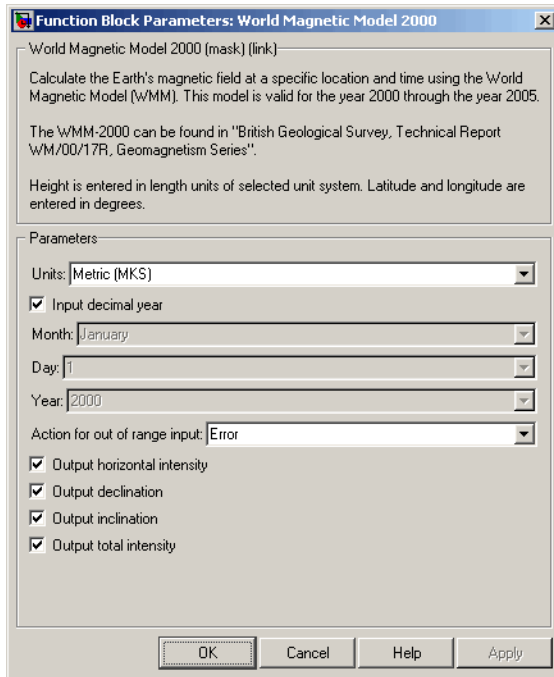 Function Block Parameters: World Magnetic Model 2000
World Magnetic Model 2000 (mask) (link)
Calculate the Earth's magnetic field at a specific location and time using the World
Magnetic Model (WMM). This model is valid for the year 2000 through the year 2005.
The WMM-2000 can be found in "British Geological Survey, Technical Report
WM/00/17R, Geomagnetism Series".
Height is entered in length units of selected unit system. Latitude and longitude are
entered in degrees.
Parameters
Units: Metric (MKS)
Input decimal year
Month: January
Day: 1
Year: 2000
Action for out of range input: Error
Output horizontal intensity
Output declination
Output inclination
Output total intensity
OK Cancel Help Apply